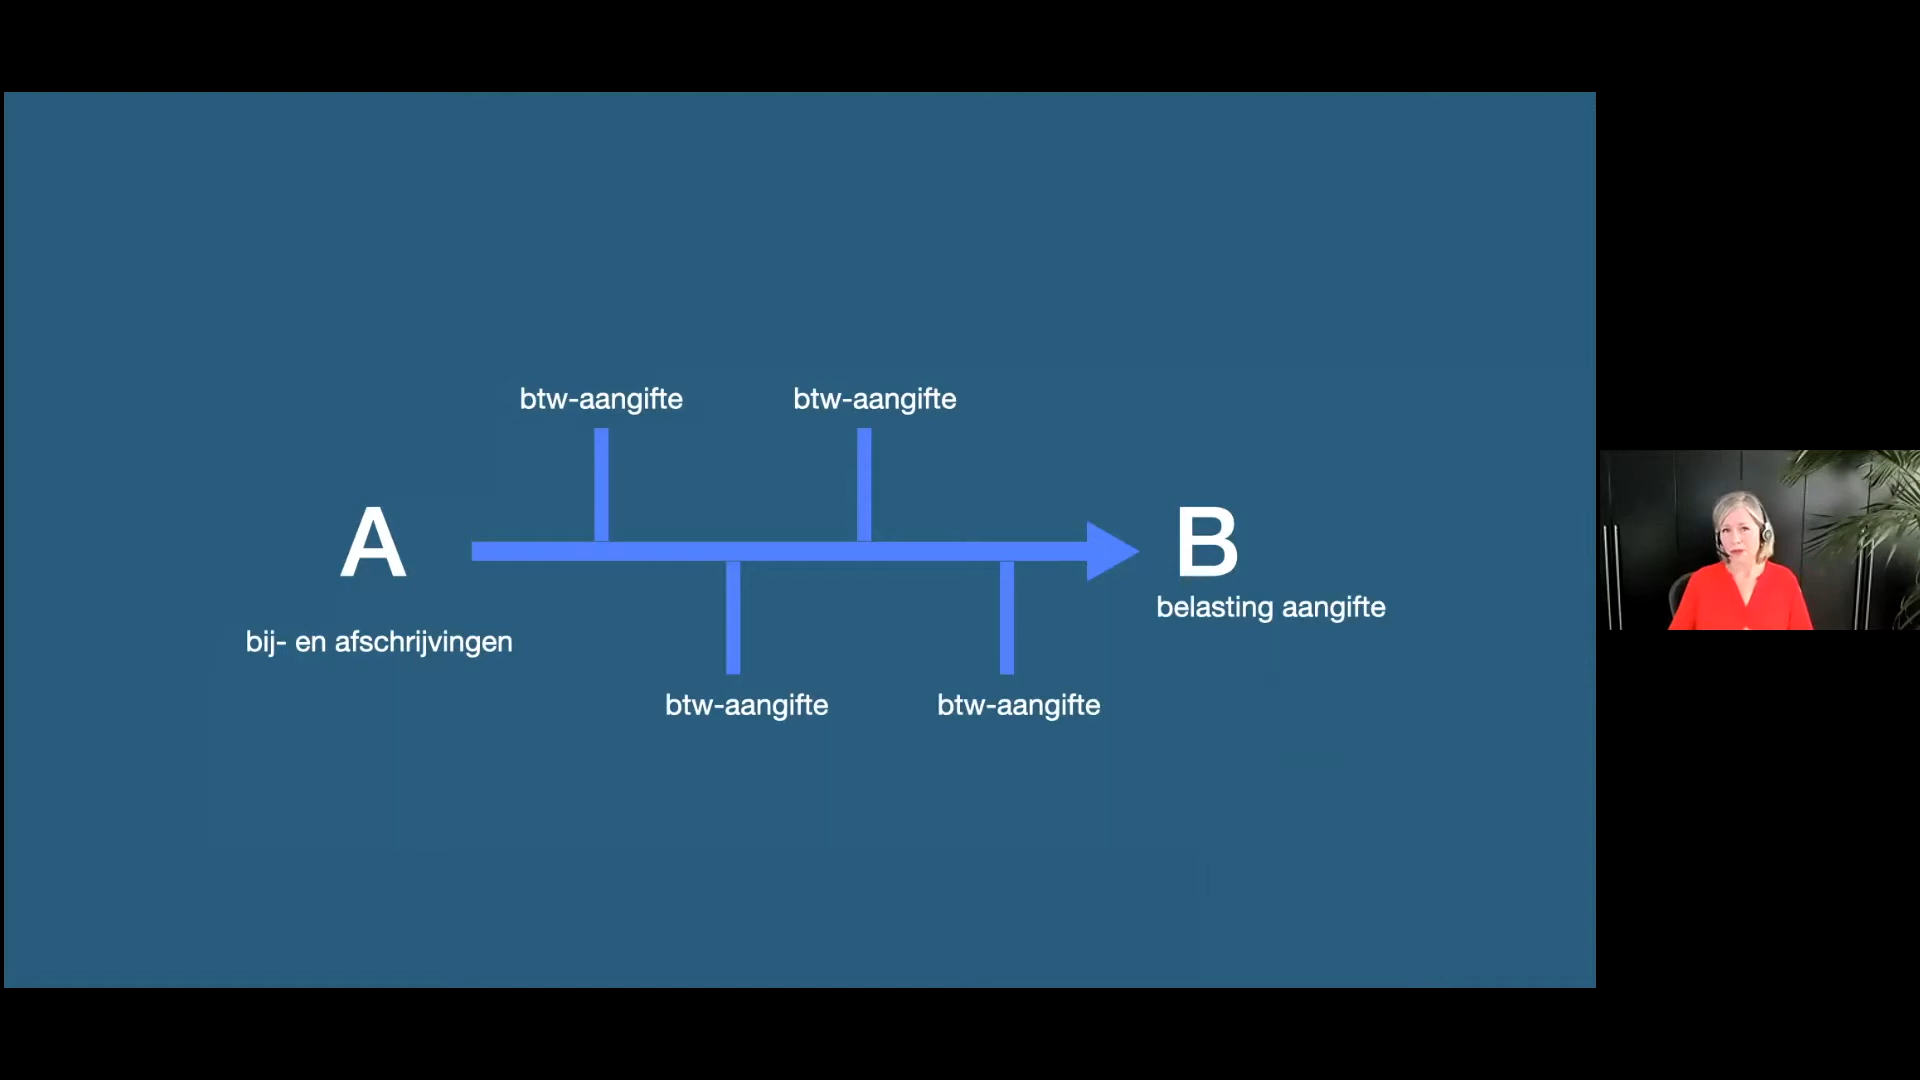 btw-aangifte
btw-aangifte
A
B
belasting aangifte
bij- en afschrijvingen
btw-aangifte
btw-aangifte